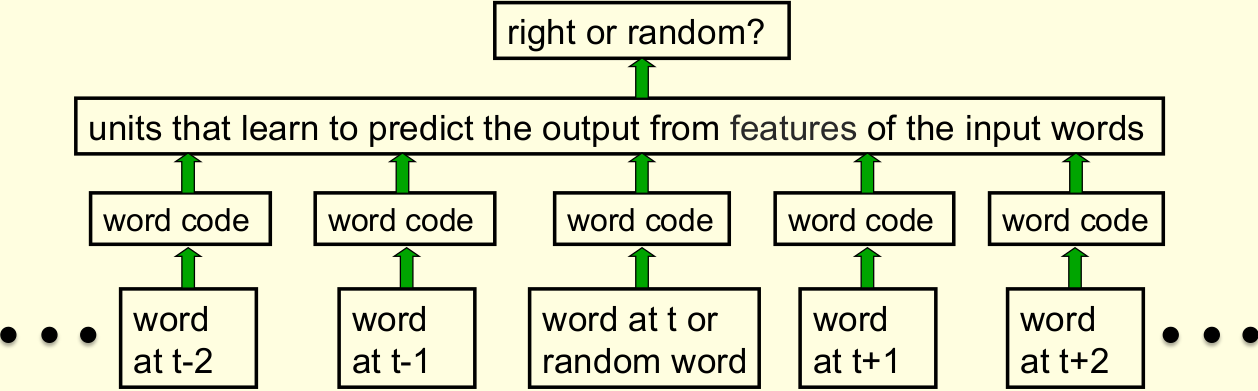 right or random?
units that learn to predict the output from features of the input words
word code
word code
word code
word code
word code
word
at t-2
word
at t-1
word at t or
random word
word
at t+1
word
at t+2